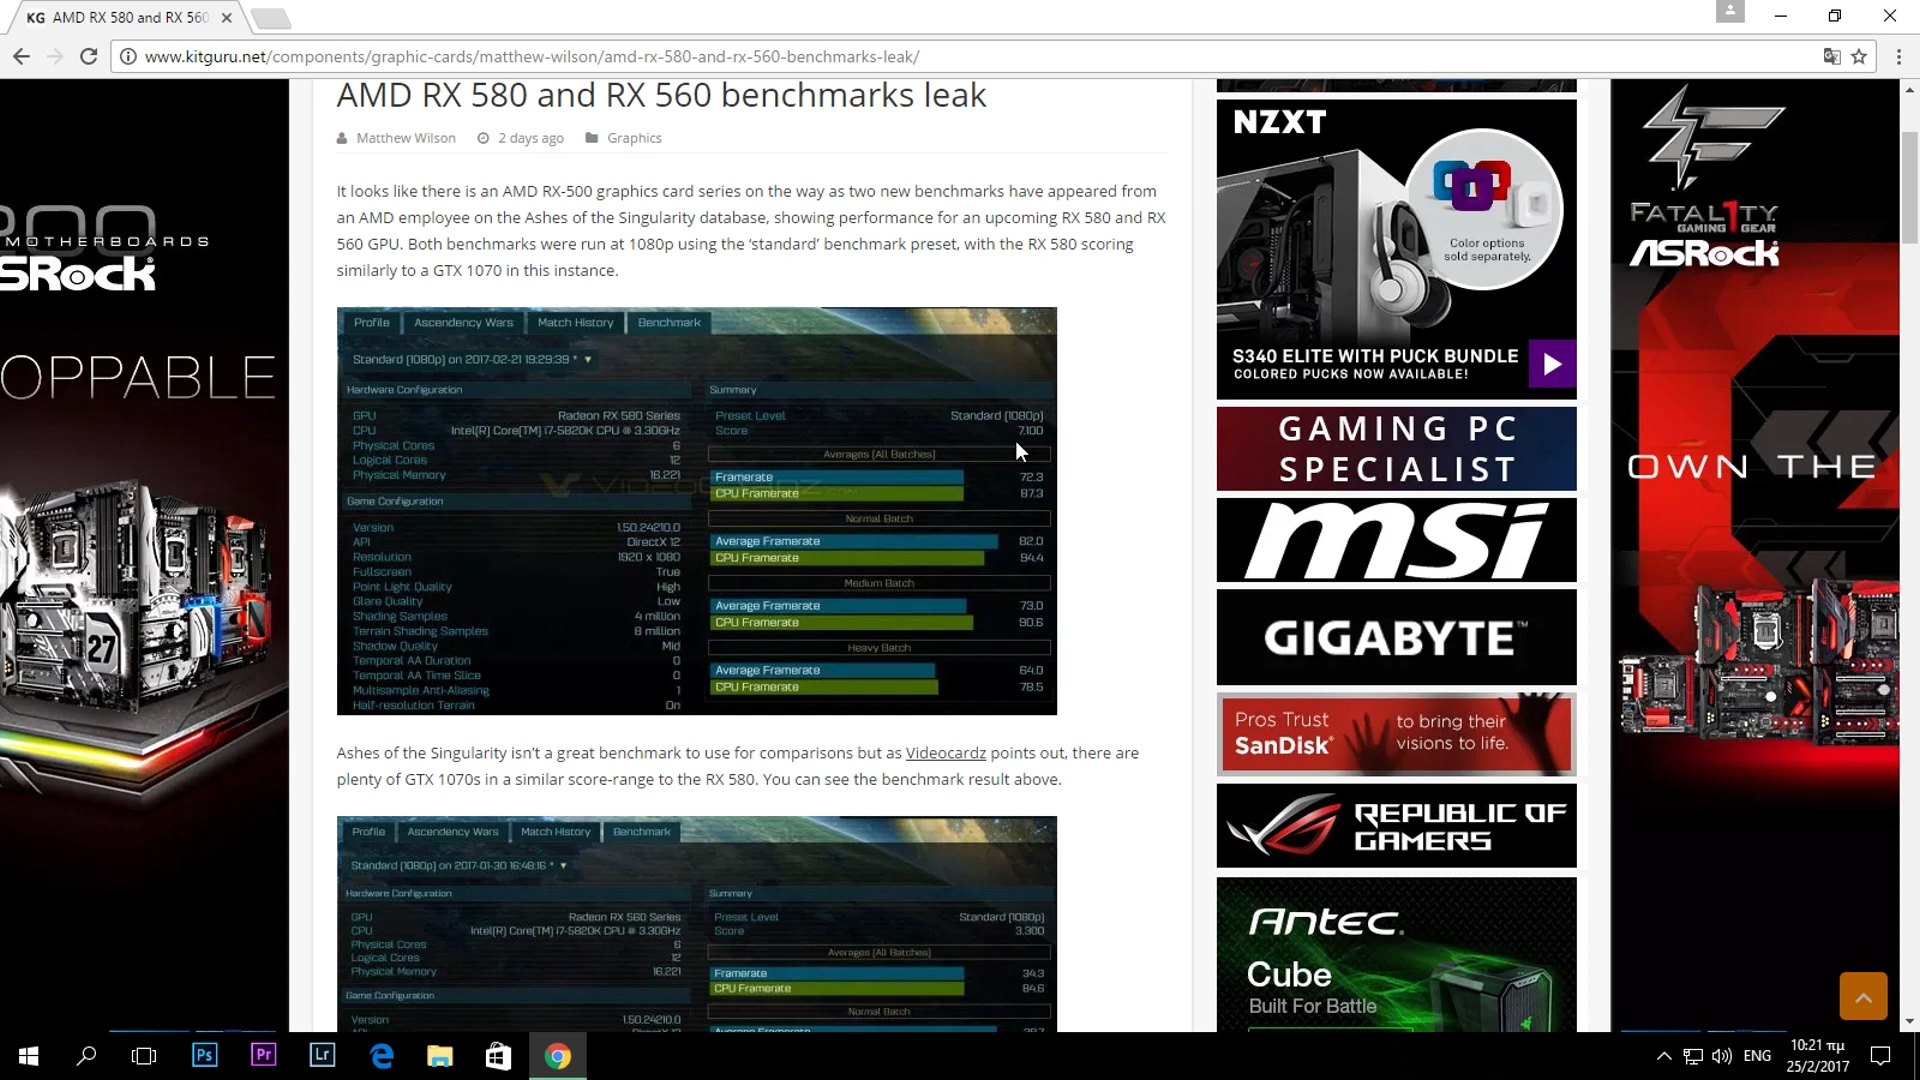 KG AMD RX 580 and RX 560
www.kitguru.net/components/graphic-cards/matthew-wilson/amd-rx-580-and-rx-560-benchmarks-leak/
AMD RX 580 and RX 560 benchmarks leak
Matthew Wilson 2 days ago Graphics
It looks like there is an AMD RX-500 graphics card series on the way as two new benchmarks have appeared from
an AMD employee on the Ashes of the Singularity database, showing performance for an upcoming RX 580 and RX
560 GPU. Both benchmarks were run at 1080p using the ‘standard’ benchmark preset, with the RX 580 scoring
similarly to a GTX 1070 in this instance.
Profile Ascendency Wars Match History Benchmark
Standard [1080p] on 2017-02-21 19:29:39 *
Hardware Configuration
GPU Radeon RX 580 Series
CPU Intel(R) Core(TM) i7-5820K CPU @ 3.30GHz
Physical Cores 6
Logical Cores 12
Physical Memory 16.221
Game Configuration
Version 1.50.24210.0
API DirectX 12
Resolution 1920 x 1080
Fullscreen True
Point Light Quality High
Glare Quality Low
Shading Samples 4 million
Terrain Shading Samples 8 million
Shadow Quality Mid
Temporal AA Duration 0
Temporal AA Time Slice 0
Multisample Anti-Aliasing 1
Half-resolution Terrain On
Summary
Preset Level Standard [1080p]
Score 7.100
Averages [All Batches]
Framerate 72.3
CPU Framerate 87.3
Normal Batch
Average Framerate 82.0
CPU Framerate 94.4
Medium Batch
Average Framerate 73.0
CPU Framerate 90.6
Heavy Batch
Average Framerate 64.0
CPU Framerate 78.5
Ashes of the Singularity isn’t a great benchmark to use for comparisons but as Videocardz points out, there are
plenty of GTX 1070s in a similar score-range to the RX 580. You can see the benchmark result above.
Profile Ascendency Wars Match History Benchmark
Standard [1080p] on 2017-01-30 16:48:16 *
Hardware Configuration
GPU Radeon RX 560 Series
CPU Intel(R) Core(TM) i7-5820K CPU @ 3.30GHz
Physical Cores 6
Logical Cores 12
Physical Memory 16.221
Game Configuration
Version 1.50.24210.0
Summary
Preset Level Standard [1080p]
Score 3.300
Averages [All Batches]
Framerate 34.3
CPU Framerate 84.6
Normal Batch
NZXT
Color options
sold separately.
S340 ELITE WITH PUCK BUNDLE
COLORED PUCKS NOW AVAILABLE!
GAMING PC
SPECIALIST
msi
GIGABYTE™
Pros Trust
SanDisk®
to bring their
visions to life.
REPUBLIC OF
GAMERS
Antec.
Cube
Built For Battle
MOTHERBOARDS
SRock
OPPABLE
27
FATAL1TY
GAMING GEAR
ASRock
OWN THE
Ps Pr Lr
ENG
10:21 πμ
25/2/2017